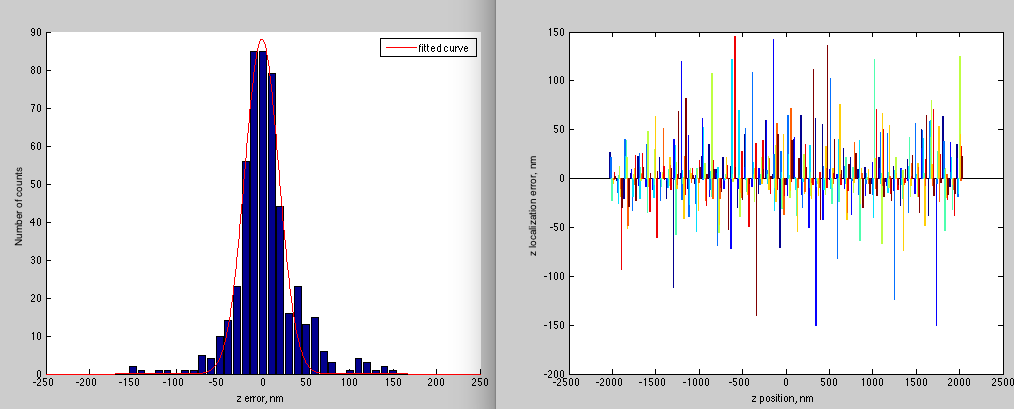 90
80
70
60
50
40
30
20
10
0
Number of counts
fitted curve
-250 -200 -150 -100 -50 0 50 100 150 200 250
z error, nm
150
100
50
0
-50
-100
-150
-200
z localization error, nm
-2500 -2000 -1500 -1000 -500 0 500 1000 1500 2000 2500
z position, nm